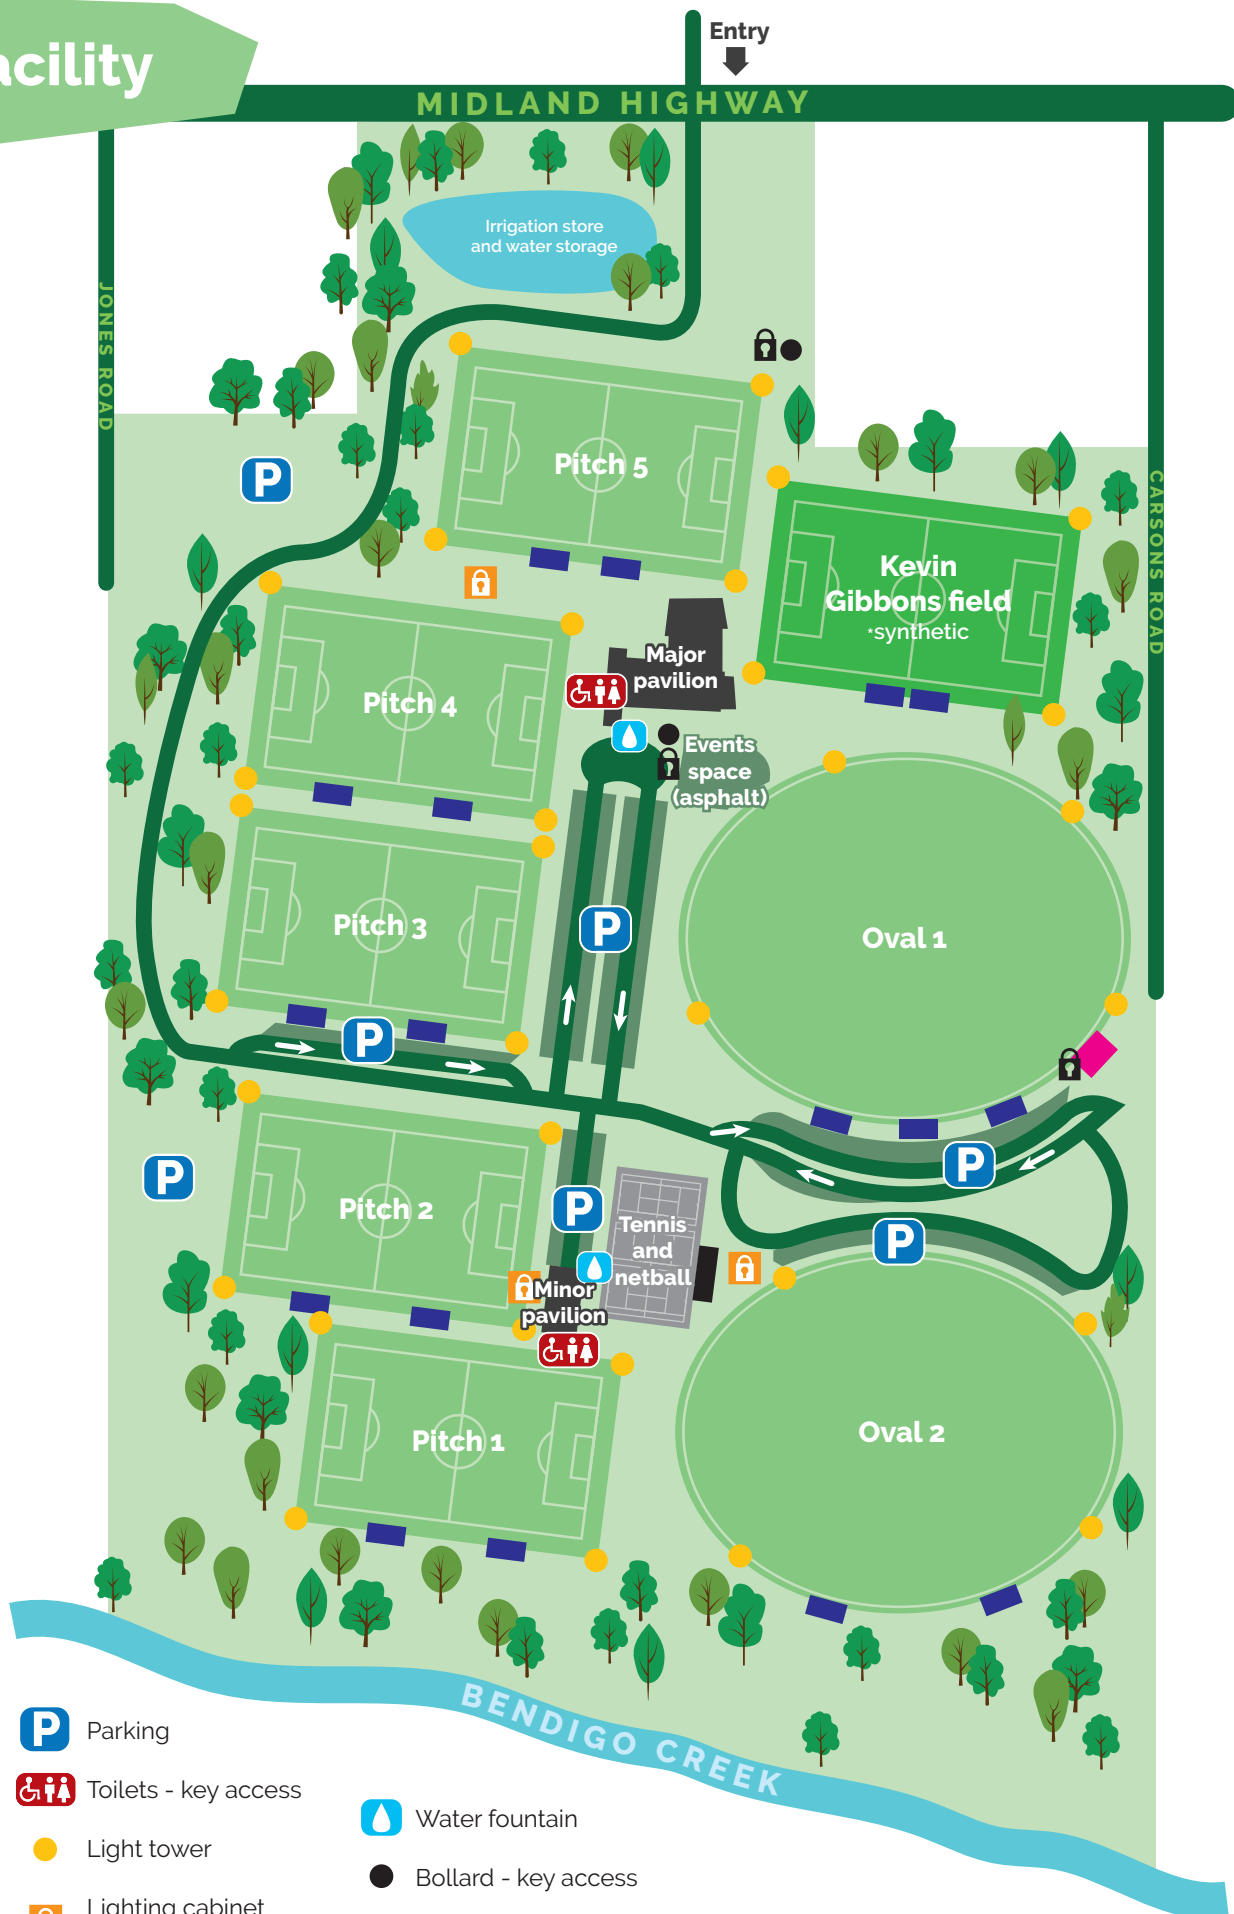 acility
Entry
MIDLAND HIGHWAY
Irrigation store
and water storage
JONES ROAD
Pitch 5
P
CARSONS ROAD
Kevin
Gibbons field
*synthetic
Major
pavilion
Pitch 4
Events
space
(asphalt)
Pitch 3
P
Oval 1
P
P
P
Pitch 2
P
Tennis
and
netball
P
Minor
pavilion
Pitch 1
Oval 2
BENDIGO CREEK
P Parking
Toilets - key access
Light tower
Lighting cabinet
Water fountain
Bollard - key access